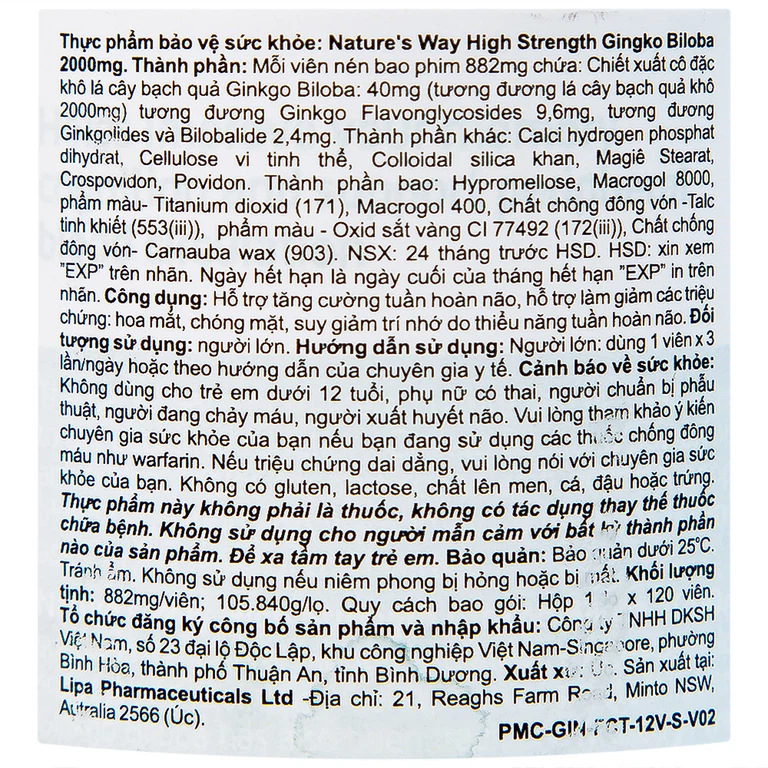 Thực phẩm bảo vệ sức khỏe: Nature's Way High Strength Gingko Biloba
2000mg. Thành phần: Mỗi viên nén bao phim 882mg chứa: Chiết xuất cô đặc
khô lá cây bạch quả Ginkgo Biloba: 40mg (tương đương lá cây bạch quả khô
2000mg) tương đương Ginkgo Flavonglycosides 9,6mg, tương đương
Ginkgolides và Bilobalide 2,4mg. Thành phần khác: Calci hydrogen phosphat
dihydrat, Cellulose vi tinh thể, Colloidal silica khan, Magiê Stearat,
Crospovidon, Povidon. Thành phần bao: Hypromellose, Macrogol 8000,
phẩm màu- Titanium dioxid (171), Macrogol 400, Chất chông đông vón -Talc
tinh khiết (553(iii)), phẩm màu - Oxid sắt vàng CI 77492 (172(iii)), Chất chống
đông vón- Carnauba wax (903). NSX: 24 tháng trước HSD. HSD: xin xem
"EXP" trên nhãn. Ngày hết hạn là ngày cuối của tháng hết hạn "EXP" in trên
nhãn. Công dụng: Hỗ trợ tăng cường tuần hoàn não, hỗ trợ làm giảm các triệu
chứng: hoa mắt, chóng mặt, suy giảm trí nhớ do thiểu năng tuần hoàn não. Đối
tượng sử dụng: người lớn. Hướng dẫn sử dụng: Người lớn: dùng 1 viên x 3
lần/ngày hoặc theo hướng dẫn của chuyên gia y tế. Cảnh báo về sức khỏe:
Không dùng cho trẻ em dưới 12 tuổi, phụ nữ có thai, người chuẩn bị phẫu
thuật, người đang chảy máu, người xuất huyết não. Vui lòng tham khảo ý kiến
chuyên gia sức khỏe của bạn nếu bạn đang sử dụng các thuốc chống đông
máu như warfarin. Nếu triệu chứng dai dẳng, vui lòng nói với chuyên gia sức
khỏe của bạn. Không có gluten, lactose, chất lên men, cá, đậu hoặc trứng.
Thực phẩm này không phải là thuốc, không có tác dụng thay thế thuốc
chữa bệnh. Không sử dụng cho người mẫn cảm với bất kỳ thành phần
nào của sản phẩm. Để xa tầm tay trẻ em. Bảo quản: Bảo quản dưới 25°C.
Tránh ẩm. Không sử dụng nếu niêm phong bị hỏng hoặc bị mất. Khối lượng
tịnh: 882mg/viên; 105.840g/lọ. Quy cách bao gói: Hộp 1 x 120 viên.
Tổ chức đăng ký công bố sản phẩm và nhập khẩu: Công ty TNHH DKSH
Việt Nam, số 23 đại lộ Độc Lập, khu công nghiệp Việt Nam-Singapore, phường
Bình Hòa, thành phố Thuận An, tỉnh Bình Dương. Xuất xứ: Úc. Sản xuất tại:
Lipa Pharmaceuticals Ltd -Địa chỉ: 21, Reaghs Farm Road, Minto NSW,
Autralia 2566 (Úc).
PMC-GIN-FCT-12V-S-V02